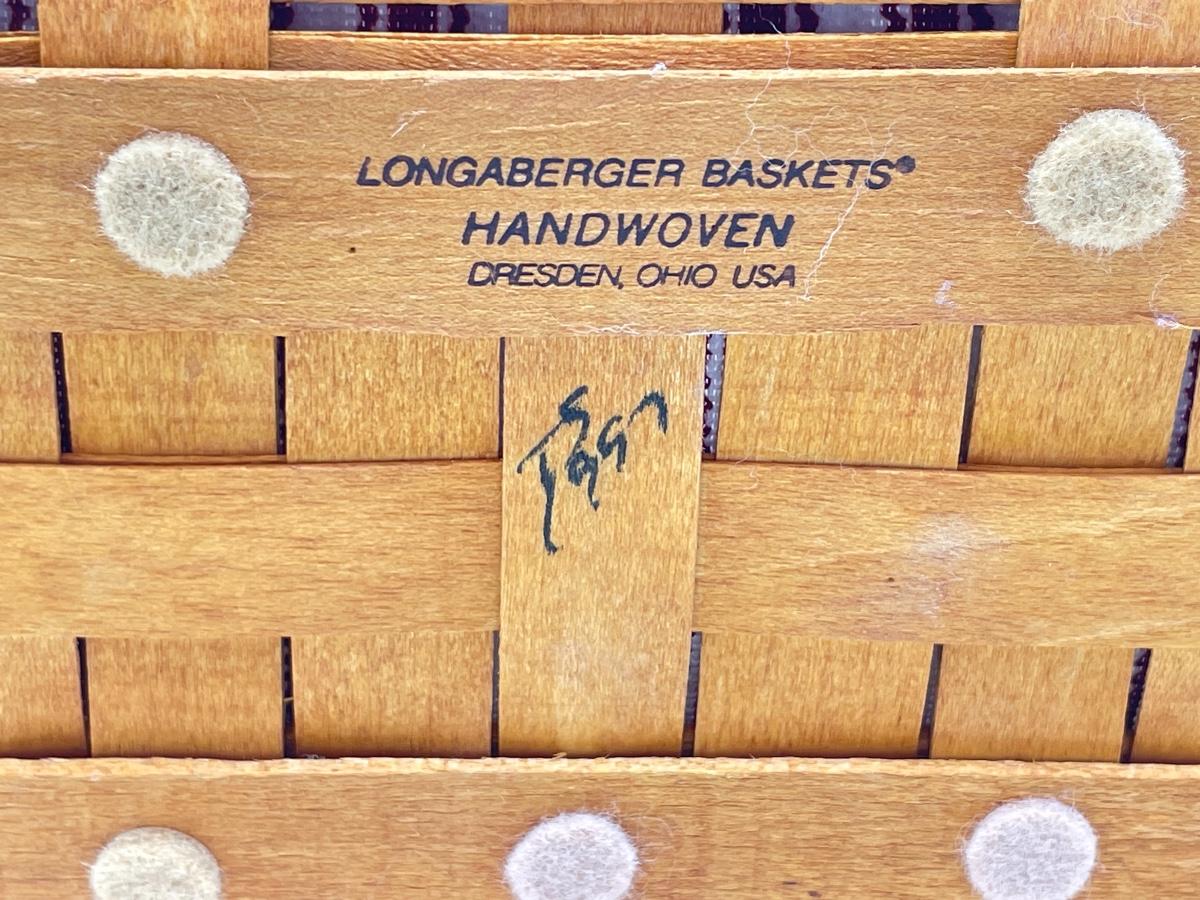 LONGABERGER BASKETS®
HANDWOVEN
DRESDEN, OHIO USA